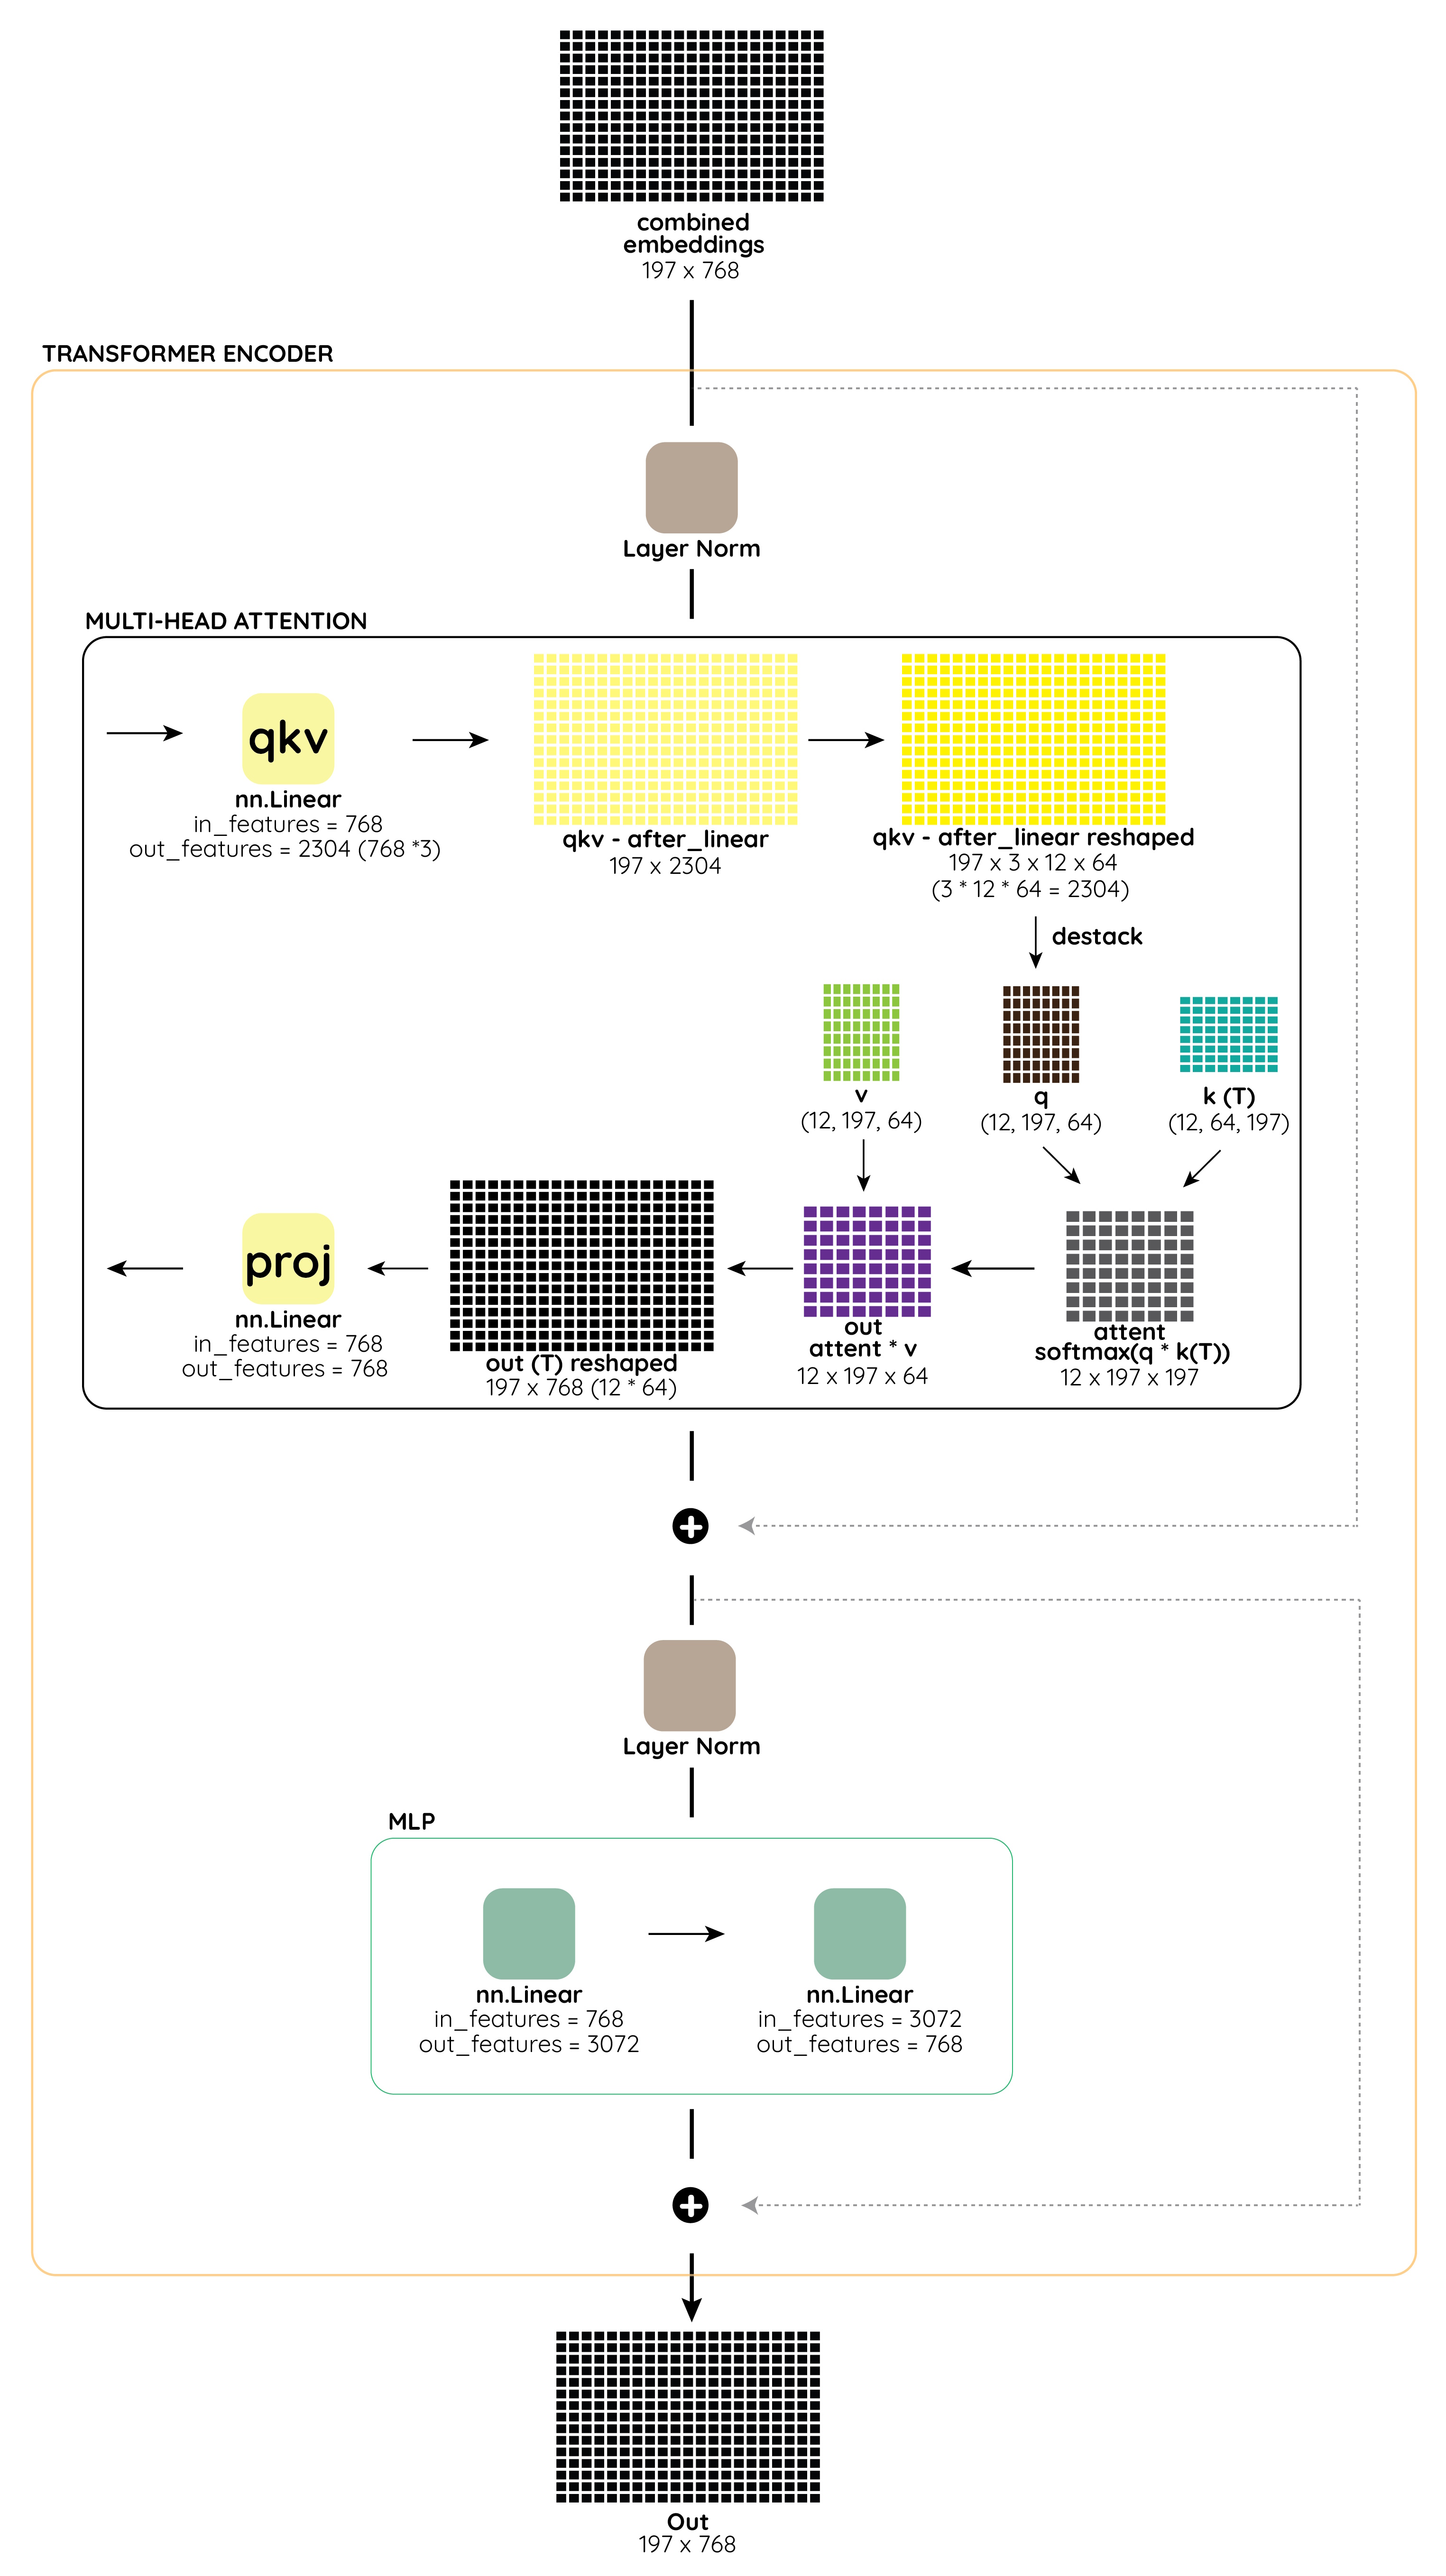 combined
embeddings
197 x 768
TRANSFORMER ENCODER
Layer Norm
MULTI-HEAD ATTENTION
qkv
nn.Linear
in_features = 768
out_features = 2304 (768 *3)
qkv - after_linear
197 x 2304
qkv - after_linear reshaped
197 x 3 x 12 x 64
(3 * 12 * 64 = 2304)
destack
v
(12, 197, 64)
q
(12, 197, 64)
k (T)
(12, 64, 197)
proj
nn.Linear
in_features = 768
out_features = 768
out (T) reshaped
197 x 768 (12 * 64)
out
attent * v
12 x 197 x 64
attent
softmax(q * k(T))
12 x 197 x 197
Layer Norm
MLP
nn.Linear
in_features = 768
out_features = 3072
nn.Linear
in_features = 3072
out_features = 768
Out
197 x 768